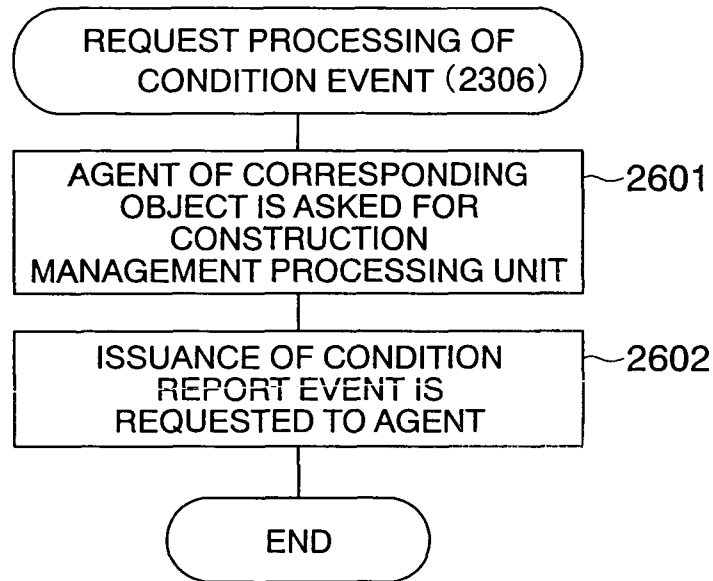 REQUEST PROCESSING OF
CONDITION EVENT (2306)
AGENT OF CORRESPONDING
OBJECT IS ASKED FOR
CONSTRUCTION
MANAGEMENT PROCESSING UNIT
2601
ISSUANCE OF CONDITION
REPORT EVENT IS
REQUESTED TO AGENT
2602
END